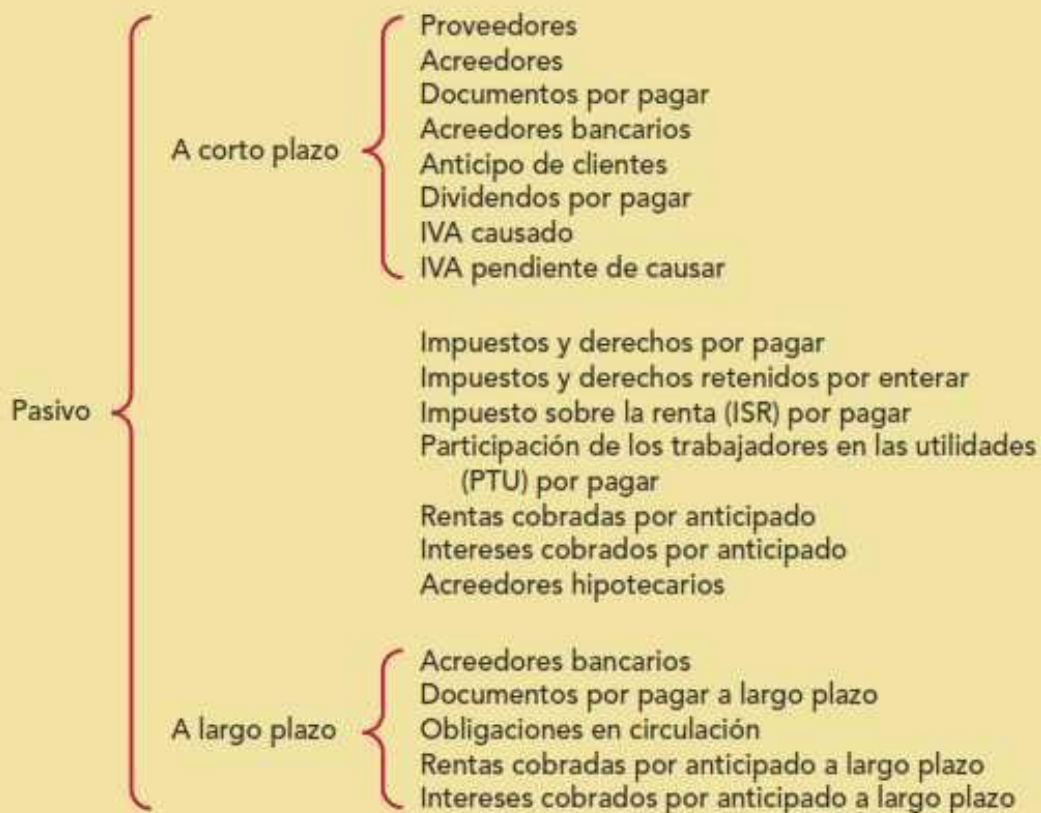 Pasivo
A corto plazo
Proveedores
Acreedores
Documentos por pagar
Acreedores bancarios
Anticipo de clientes
Dividendos por pagar
IVA causado
IVA pendiente de causar
Impuestos y derechos por pagar
Impuestos y derechos retenidos por enterar
Impuesto sobre la renta (ISR) por pagar
Participación de los trabajadores en las utilidades
(PTU) por pagar
Rentas cobradas por anticipado
Intereses cobrados por anticipado
Acreedores hipotecarios
A largo plazo
Acreedores bancarios
Documentos por pagar a largo plazo
Obligaciones en circulación
Rentas cobradas por anticipado a largo plazo
Intereses cobrados por anticipado a largo plazo